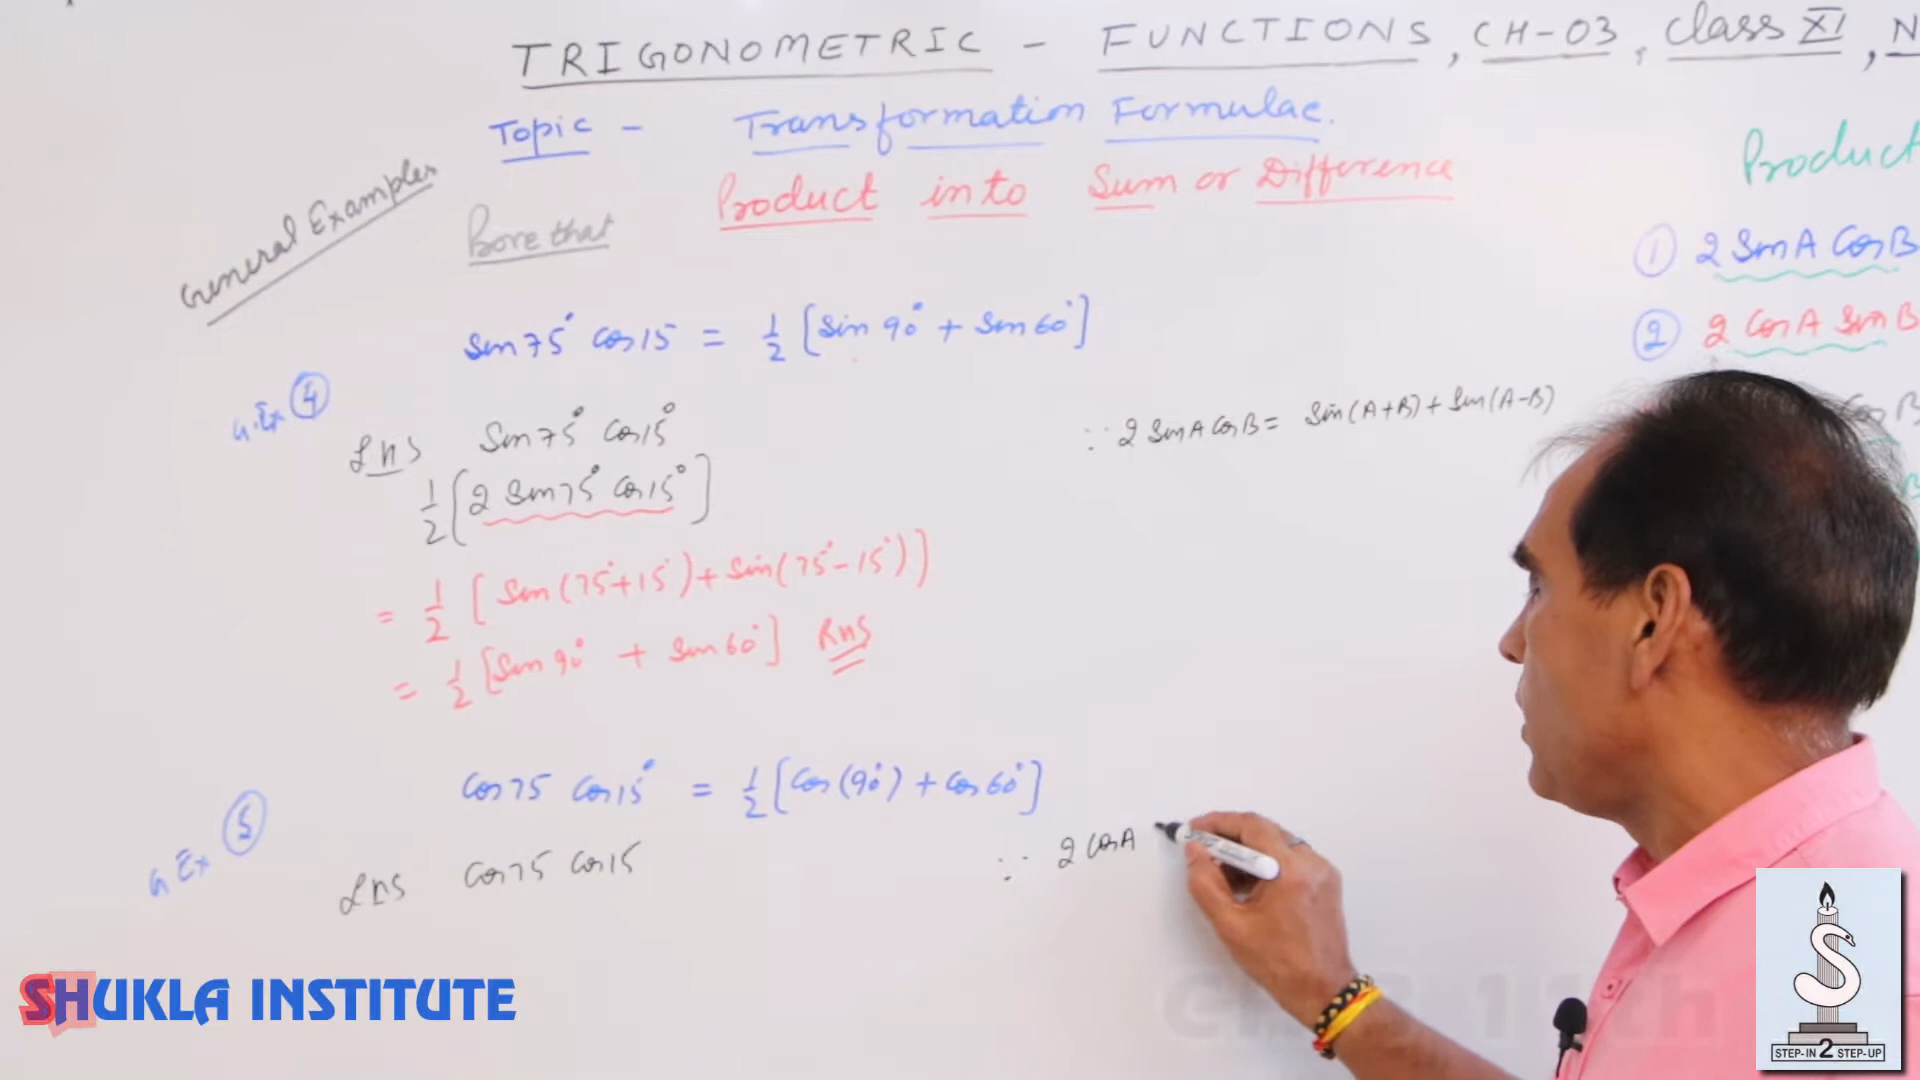 TRIGONOMETRIC - FUNCTIONS, CH-03, Class XI, N
Topic - Transformation Formulae.
Product into Sum or Difference
General Examples
Prove that
Product
① 2 Sin A Cos B
② 2 Cos A Sin B
Sin 75° Cos 15 = 1/2 [Sin 90° + Sin 60°]
G.Ex ④
LHS Sin 75° Cos 15°
∵ 2 Sin A Cos B = Sin(A+B) + Sin(A-B)
1/2 [2 Sin 75° Cos 15°]
= 1/2 [Sin(75°+15°) + Sin(75°-15°)]
= 1/2 [Sin 90° + Sin 60°] RHS
Cos 75 Cos 15° = 1/2 [Cos(90°) + Cos 60°]
G Ex ⑤
LHS Cos 75 Cos 15
∵ 2 Cos A
SHUKLA INSTITUTE
S
STEP-IN 2 STEP-UP